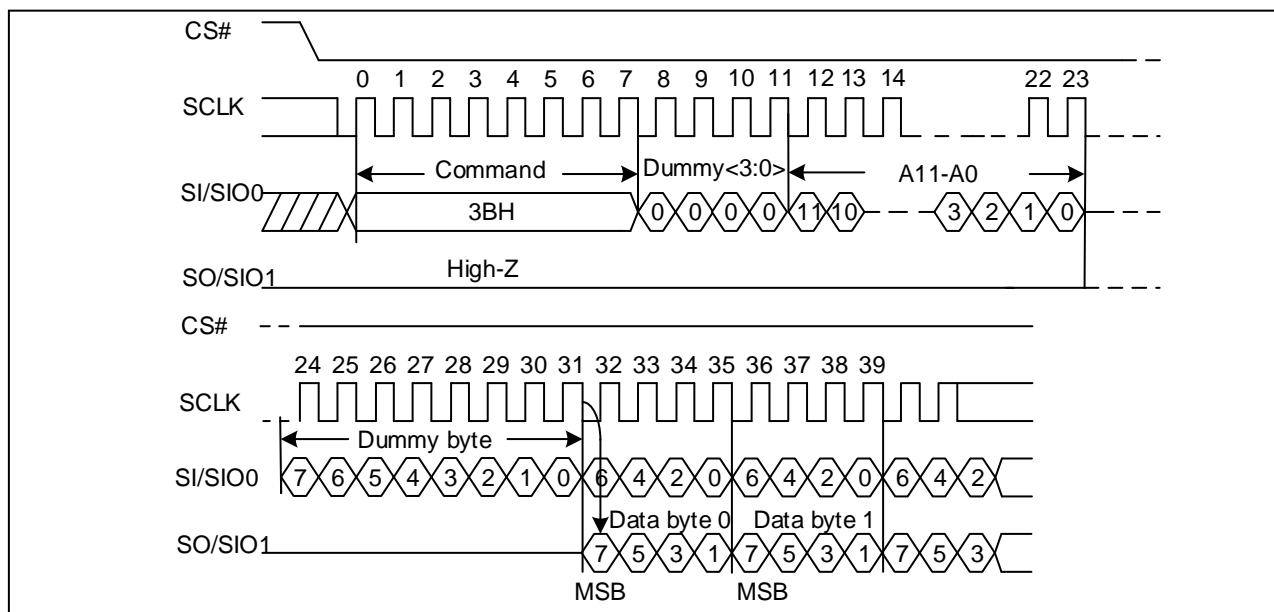 CS#
0 1 2 3 4 5 6 7 8 9 10 11 12 13 14 22 23
SCLK
Command Dummy<3:0> A11-A0
SI/SIO0 3BH 0 0 0 0 11 10 3 2 1 0
High-Z
SO/SIO1
CS#
24 25 26 27 28 29 30 31 32 33 34 35 36 37 38 39
SCLK
Dummy byte
SI/SIO0 7 6 5 4 3 2 1 0 6 4 2 0 6 4 2 0 6 4 2
Data byte 0 Data byte 1
SO/SIO1 7 5 3 1 7 5 3 1 7 5 3
MSB MSB